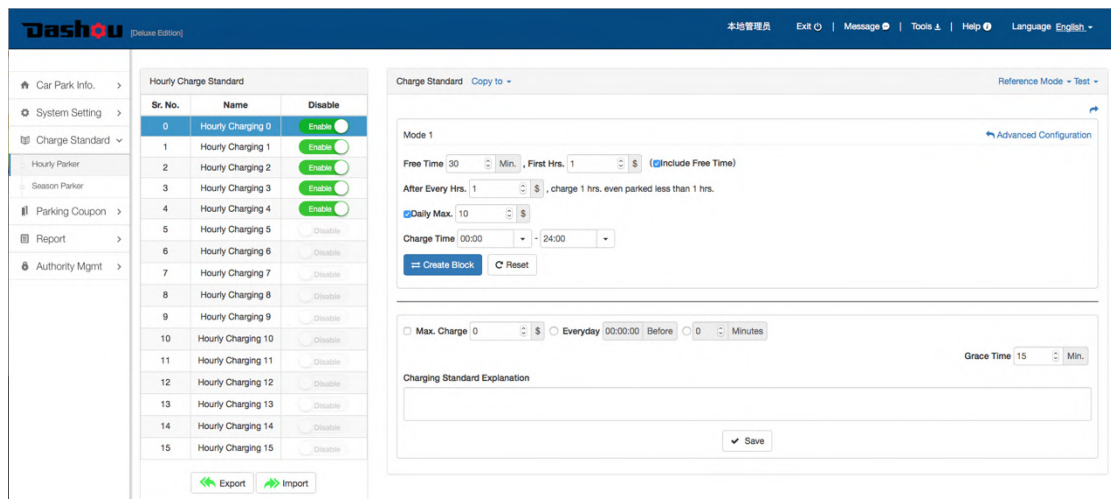 Dashou [Deluxe Edition]
本地管理员 Exit | Message | Tools | Help Language English
Car Park Info.
System Setting
Charge Standard
Hourly Parker
Season Parker
Parking Coupon
Report
Authority Mgmt
Hourly Charge Standard
Sr. No. Name Disable
0 Hourly Charging 0 Enable
1 Hourly Charging 1 Enable
2 Hourly Charging 2 Enable
3 Hourly Charging 3 Enable
4 Hourly Charging 4 Enable
5 Hourly Charging 5 Disable
6 Hourly Charging 6 Disable
7 Hourly Charging 7 Disable
8 Hourly Charging 8 Disable
9 Hourly Charging 9 Disable
10 Hourly Charging 10 Disable
11 Hourly Charging 11 Disable
12 Hourly Charging 12 Disable
13 Hourly Charging 13 Disable
14 Hourly Charging 14 Disable
15 Hourly Charging 15 Disable
Export Import
Charge Standard Copy to Reference Mode Test
Mode 1 Advanced Configuration
Free Time 30 Min. , First Hrs. 1 $ (Include Free Time)
After Every Hrs. 1 $ , charge 1 hrs. even parked less than 1 hrs.
Daily Max. 10 $
Charge Time 00:00 - 24:00
Create Block Reset
Max. Charge 0 $ Everyday 00:00:00 Before 0 Minutes
Grace Time 15 Min.
Charging Standard Explanation
Save